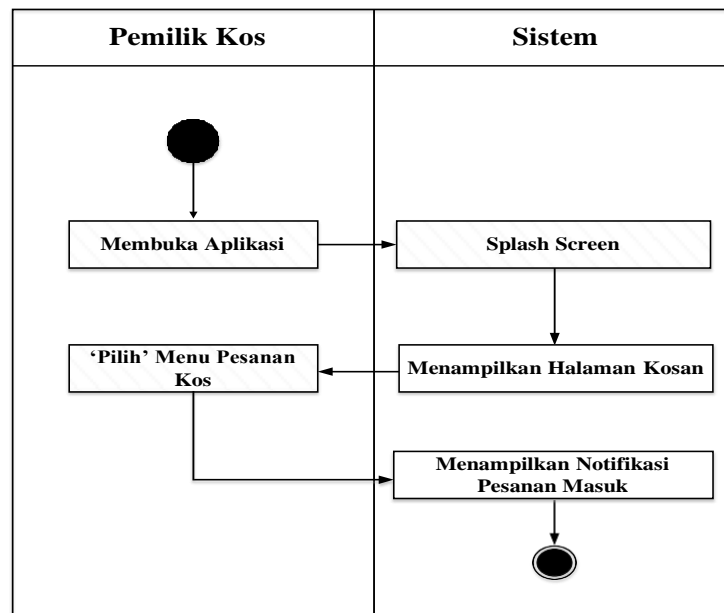 Pemilik Kos
Sistem
Membuka Aplikasi
Splash Screen
‘Pilih’ Menu Pesanan
Kos
Menampilkan Halaman Kosan
Menampilkan Notifikasi
Pesanan Masuk